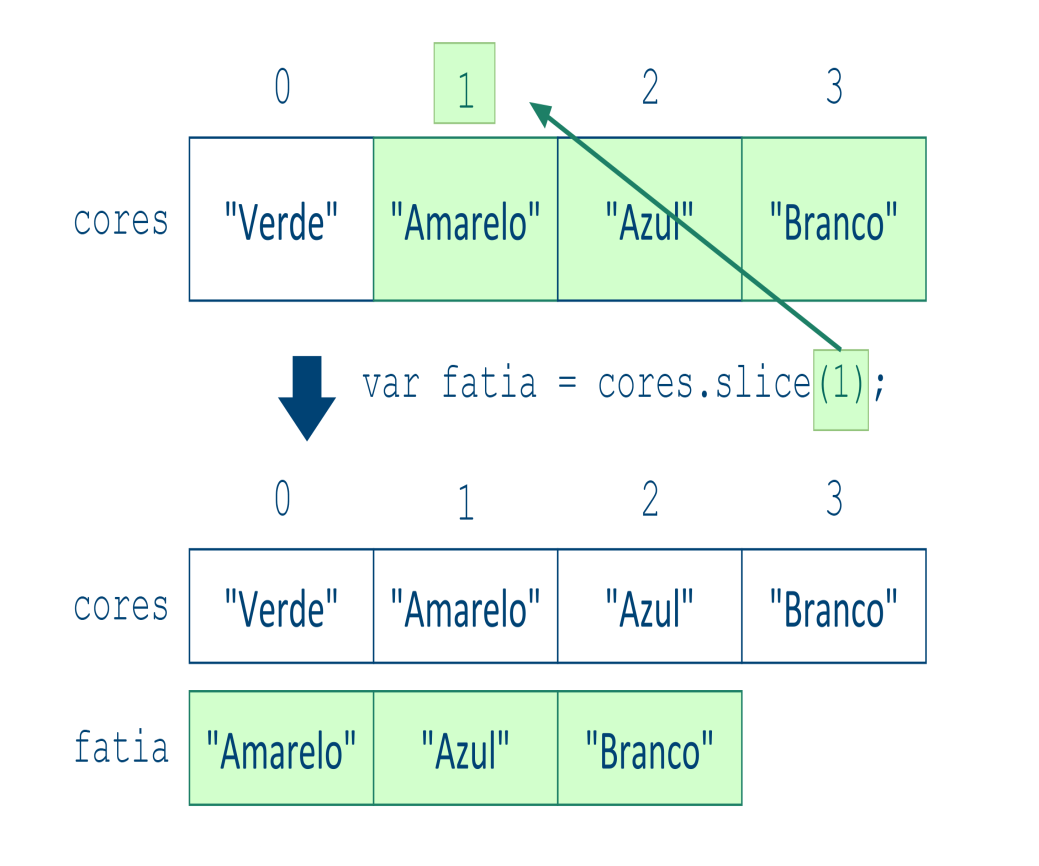 0 1 2 3
cores "Verde" "Amarelo" "Azul" "Branco"
var fatia = cores.slice(1);
0 1 2 3
cores "Verde" "Amarelo" "Azul" "Branco"
fatia "Amarelo" "Azul" "Branco"